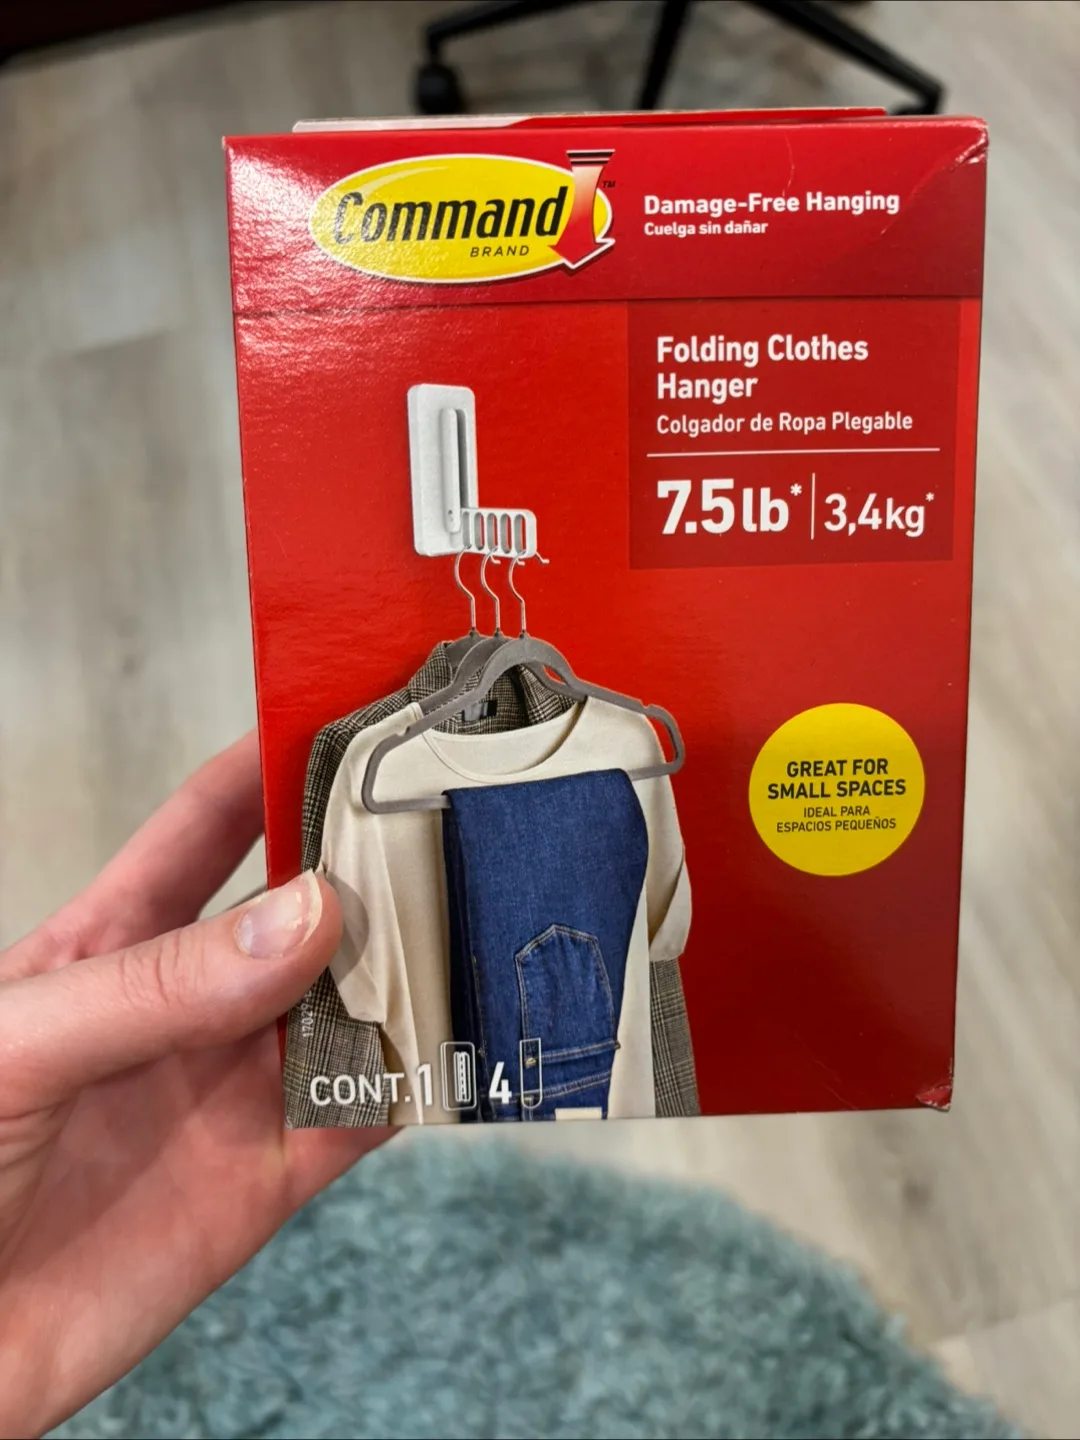 Command™
BRAND
Damage-Free Hanging
Cuelga sin dañar
Folding Clothes
Hanger
Colgador de Ropa Plegable
7.5lb* | 3,4kg*
GREAT FOR
SMALL SPACES
IDEAL PARA
ESPACIOS PEQUEÑOS
CONT. 1 4